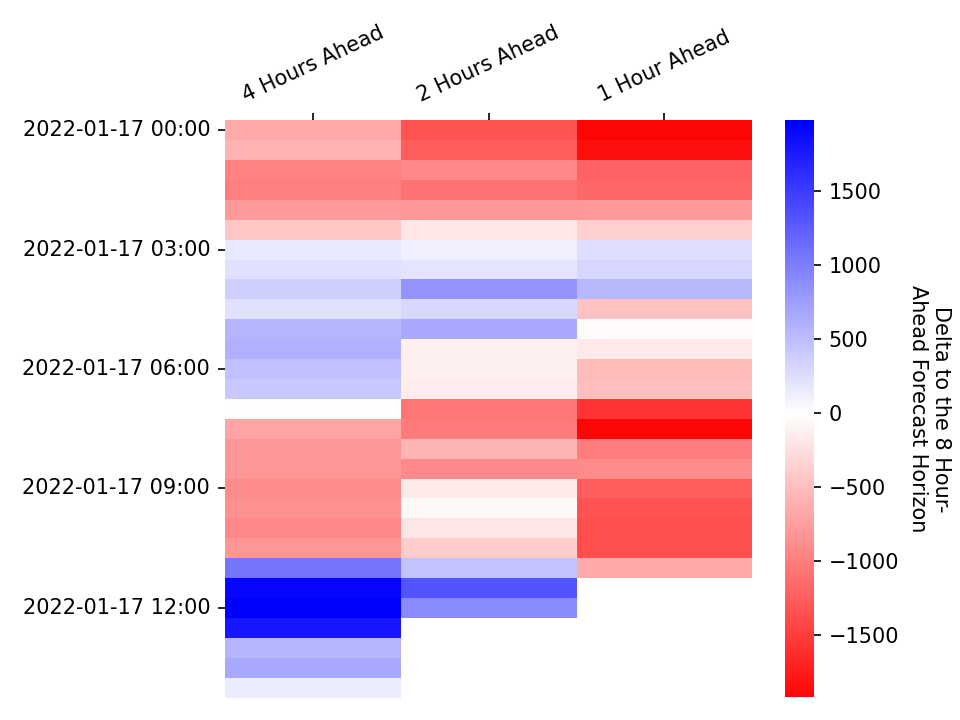 4 Hours Ahead
2 Hours Ahead
1 Hour Ahead
2022-01-17 00:00
2022-01-17 03:00
2022-01-17 06:00
2022-01-17 09:00
2022-01-17 12:00
1500
1000
500
0
−500
−1000
−1500
Delta to the 8 Hour-
Ahead Forecast Horizon